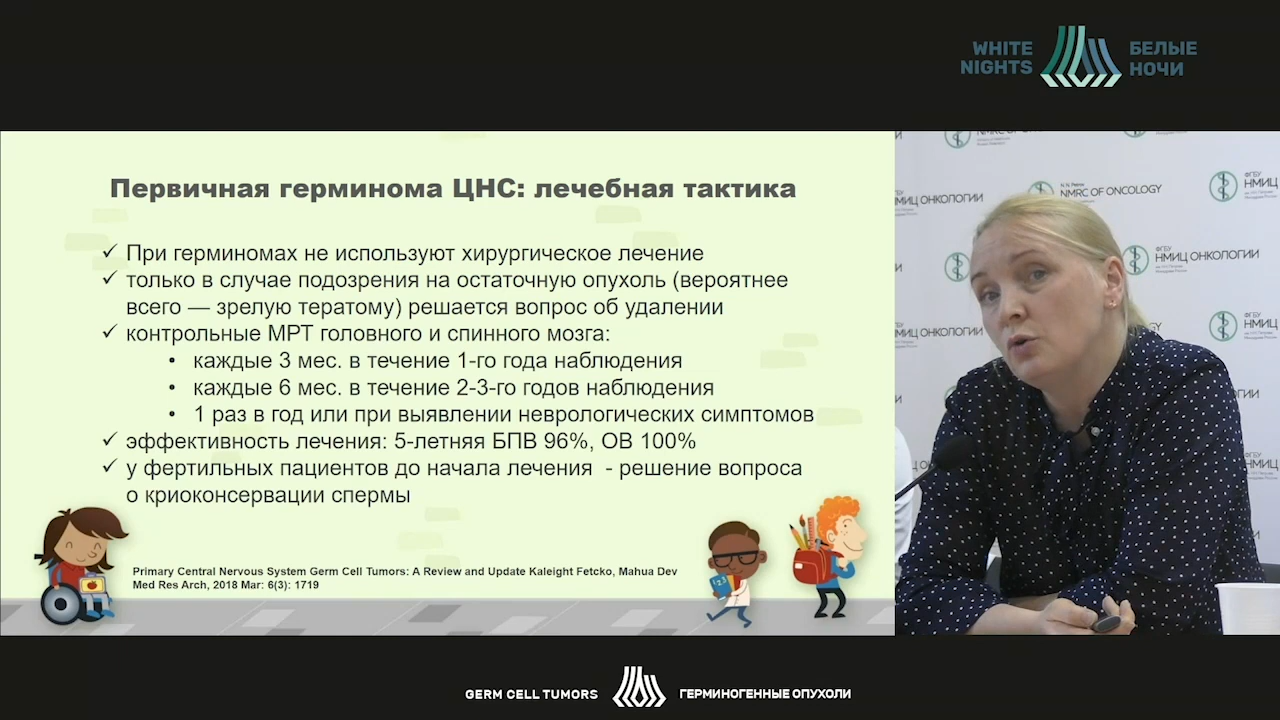 WHITE
NIGHTS
БЕЛЫЕ
НОЧИ
Первичная герминома ЦНС: лечебная тактика
✓ При герминомах не используют хирургическое лечение
✓ только в случае подозрения на остаточную опухоль (вероятнее
всего — зрелую тератому) решается вопрос об удалении
✓ контрольные МРТ головного и спинного мозга:
• каждые 3 мес. в течение 1-го года наблюдения
• каждые 6 мес. в течение 2-3-го годов наблюдения
• 1 раз в год или при выявлении неврологических симптомов
✓ эффективность лечения: 5-летняя БПВ 96%, ОВ 100%
✓ у фертильных пациентов до начала лечения - решение вопроса
о криоконсервации спермы
Primary Central Nervous System Germ Cell Tumors: A Review and Update Kaleight Fetcko, Mahua Dev
Med Res Arch, 2018 Mar: 6(3): 1719
NMRC OF ONCOLOGY
ФГБУ
НМИЦ ОНКОЛОГИИ
GERM CELL TUMORS
ГЕРМИНОГЕННЫЕ ОПУХОЛИ